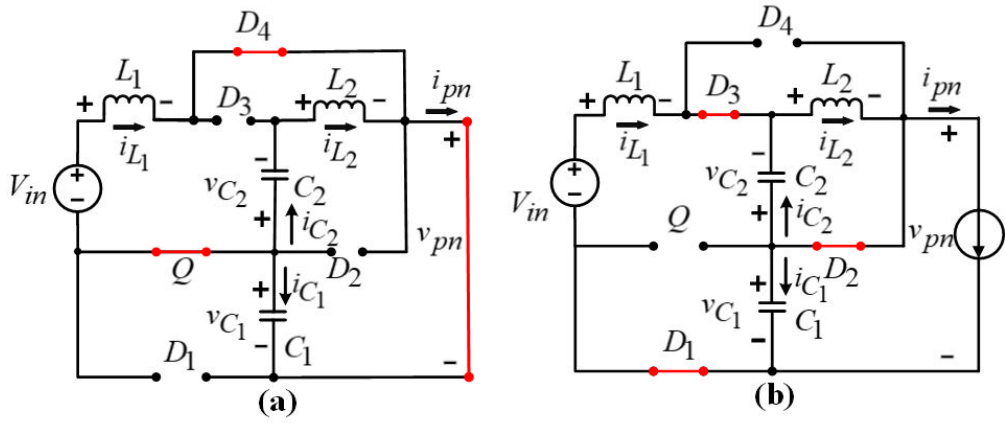 D4
L1
D3
L2
ipn
+ - + - +
iL1
iL2
-
Vin
+
-
vC2
C2
+
iC2
vpn
Q
D2
+
iC1
vC1
-
C1
D1
-
(a)
D4
L1
D3
L2
ipn
+ - + - +
iL1
iL2
-
Vin
+
-
vC2
C2
+
iC2
vpn
Q
D2
+
iC1
vC1
-
C1
D1
-
(b)